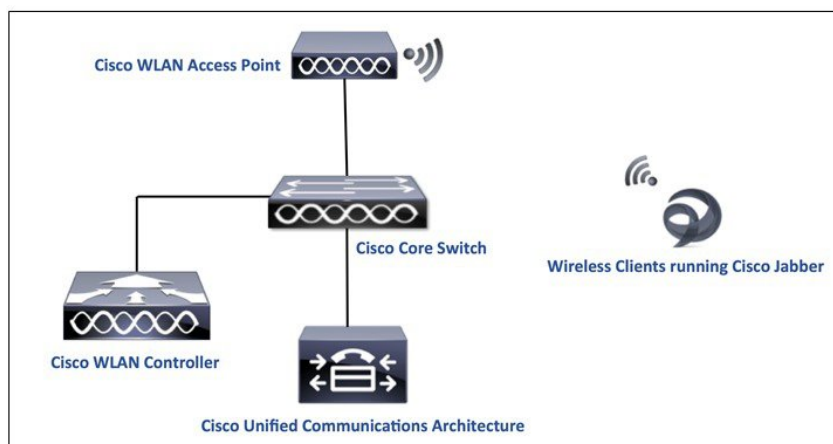 Cisco WLAN Access Point
Cisco Core Switch
Wireless Clients running Cisco Jabber
Cisco WLAN Controller
Cisco Unified Communications Architecture